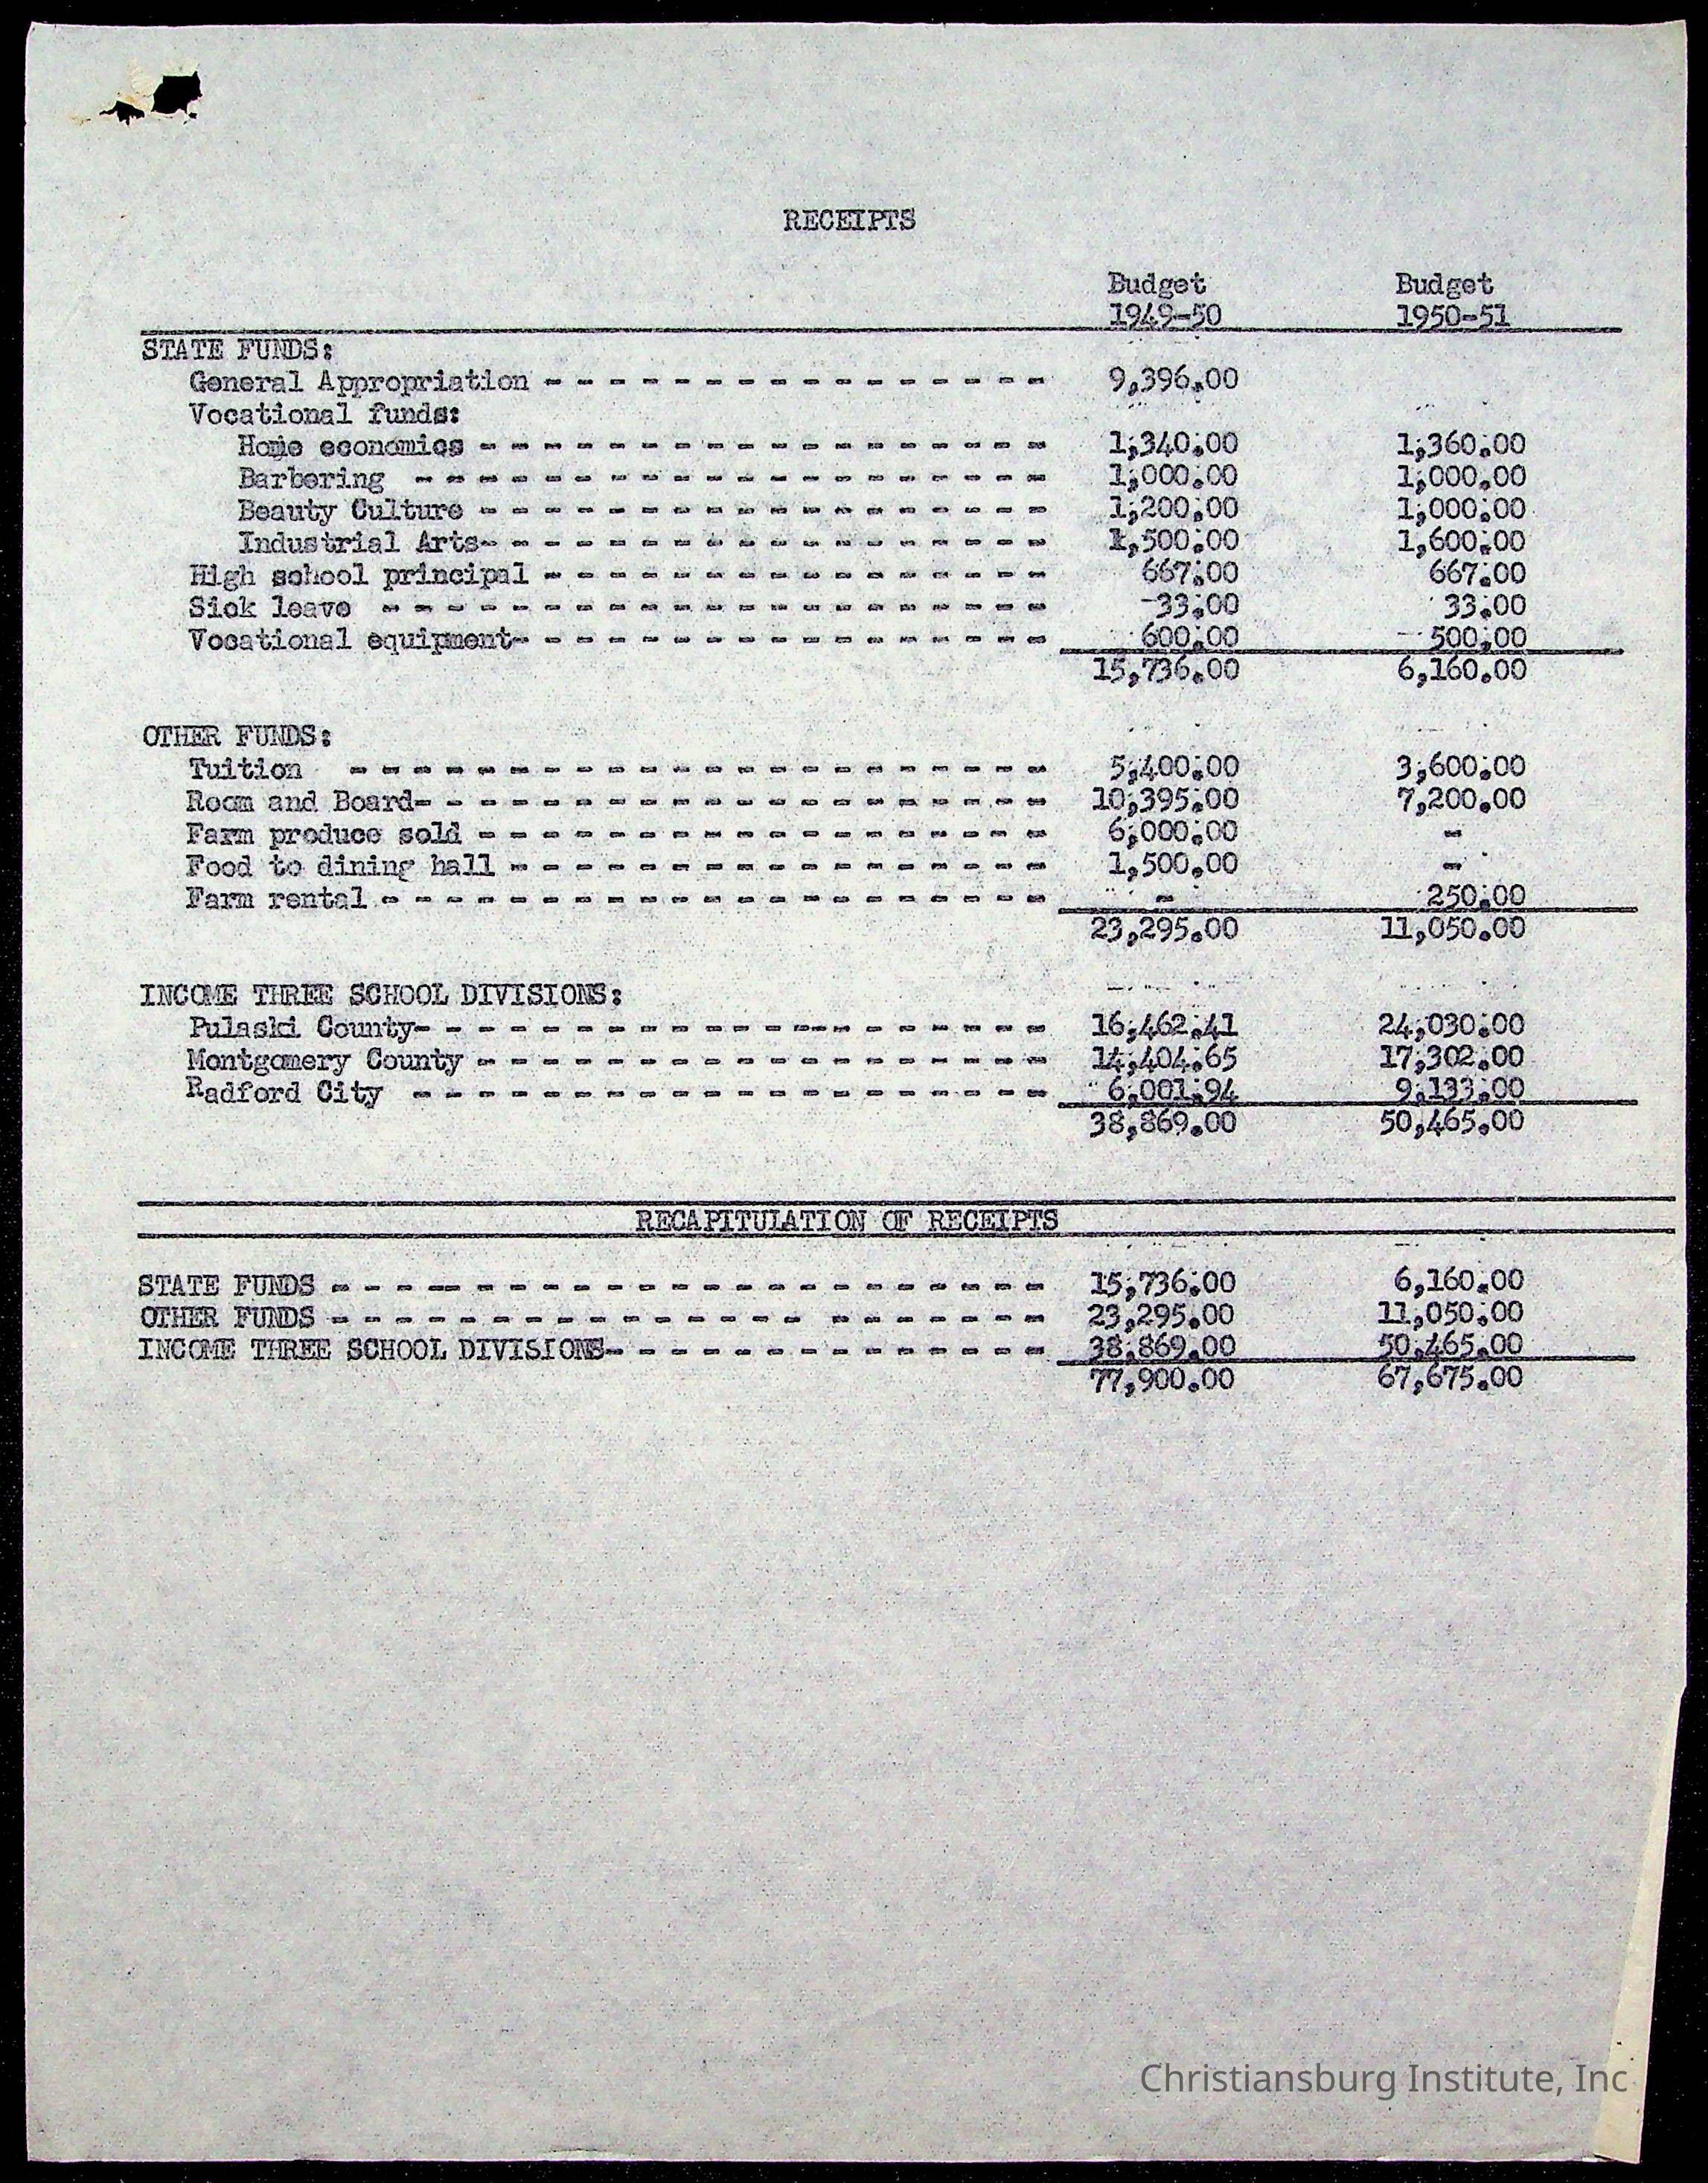 RECEIPTS
Budget Budget
1949-50 1950-51
STATE FUNDS:
General Appropriation - - - - - - - - - - - - - - - - 9,396.00
Vocational funds:
Home economics - - - - - - - - - - - - - - - - - - 1,340.00 1,360.00
Barbering - - - - - - - - - - - - - - - - - - - - 1,000.00 1,000.00
Beauty Culture - - - - - - - - - - - - - - - - - - 1,200.00 1,000.00
Industrial Arts- - - - - - - - - - - - - - - - - - 1,500.00 1,600.00
High school principal - - - - - - - - - - - - - - - - 667.00 667.00
Sick leave - - - - - - - - - - - - - - - - - - - - - 33.00 33.00
Vocational equipment- - - - - - - - - - - - - - - - - 600.00 500.00
15,736.00 6,160.00
OTHER FUNDS:
Tuition - - - - - - - - - - - - - - - - - - - - - - 5,400.00 3,600.00
Room and Board- - - - - - - - - - - - - - - - - - - - 10,395.00 7,200.00
Farm produce sold - - - - - - - - - - - - - - - - - - 6,000.00 -
Food to dining hall - - - - - - - - - - - - - - - - - 1,500.00 -
Farm rental - - - - - - - - - - - - - - - - - - - - - - 250.00
23,295.00 11,050.00
INCOME THREE SCHOOL DIVISIONS:
Pulaski County- - - - - - - - - - - - - - - - - - - - 16,462.41 24,030.00
Montgomery County - - - - - - - - - - - - - - - - - - 14,404.65 17,302.00
Radford City - - - - - - - - - - - - - - - - - - - - 6,001.94 9,133.00
38,869.00 50,465.00
RECAPITULATION OF RECEIPTS
STATE FUNDS - - - - - - - - - - - - - - - - - - - - - - - 15,736.00 6,160.00
OTHER FUNDS - - - - - - - - - - - - - - - - - - - - - - 23,295.00 11,050.00
INCOME THREE SCHOOL DIVISIONS- - - - - - - - - - - - - - 38,869.00 50,465.00
77,900.00 67,675.00
Christiansburg Institute, Inc